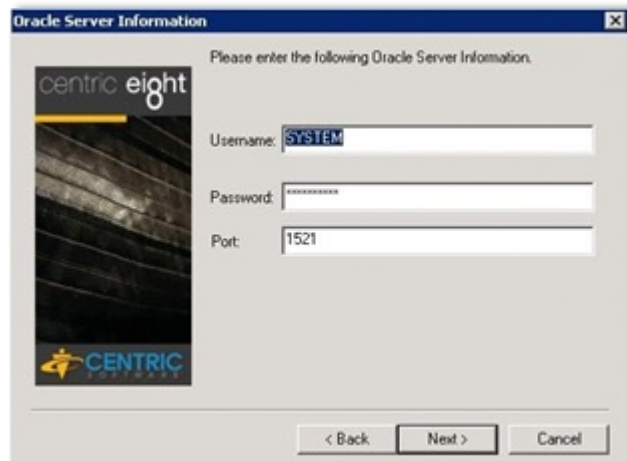 Oracle Server Information
Please enter the following Oracle Server Information.
centric eight
Username: SYSTEM
Password: **********
Port: 1521
CENTRIC
SOFTWARE
< Back Next > Cancel